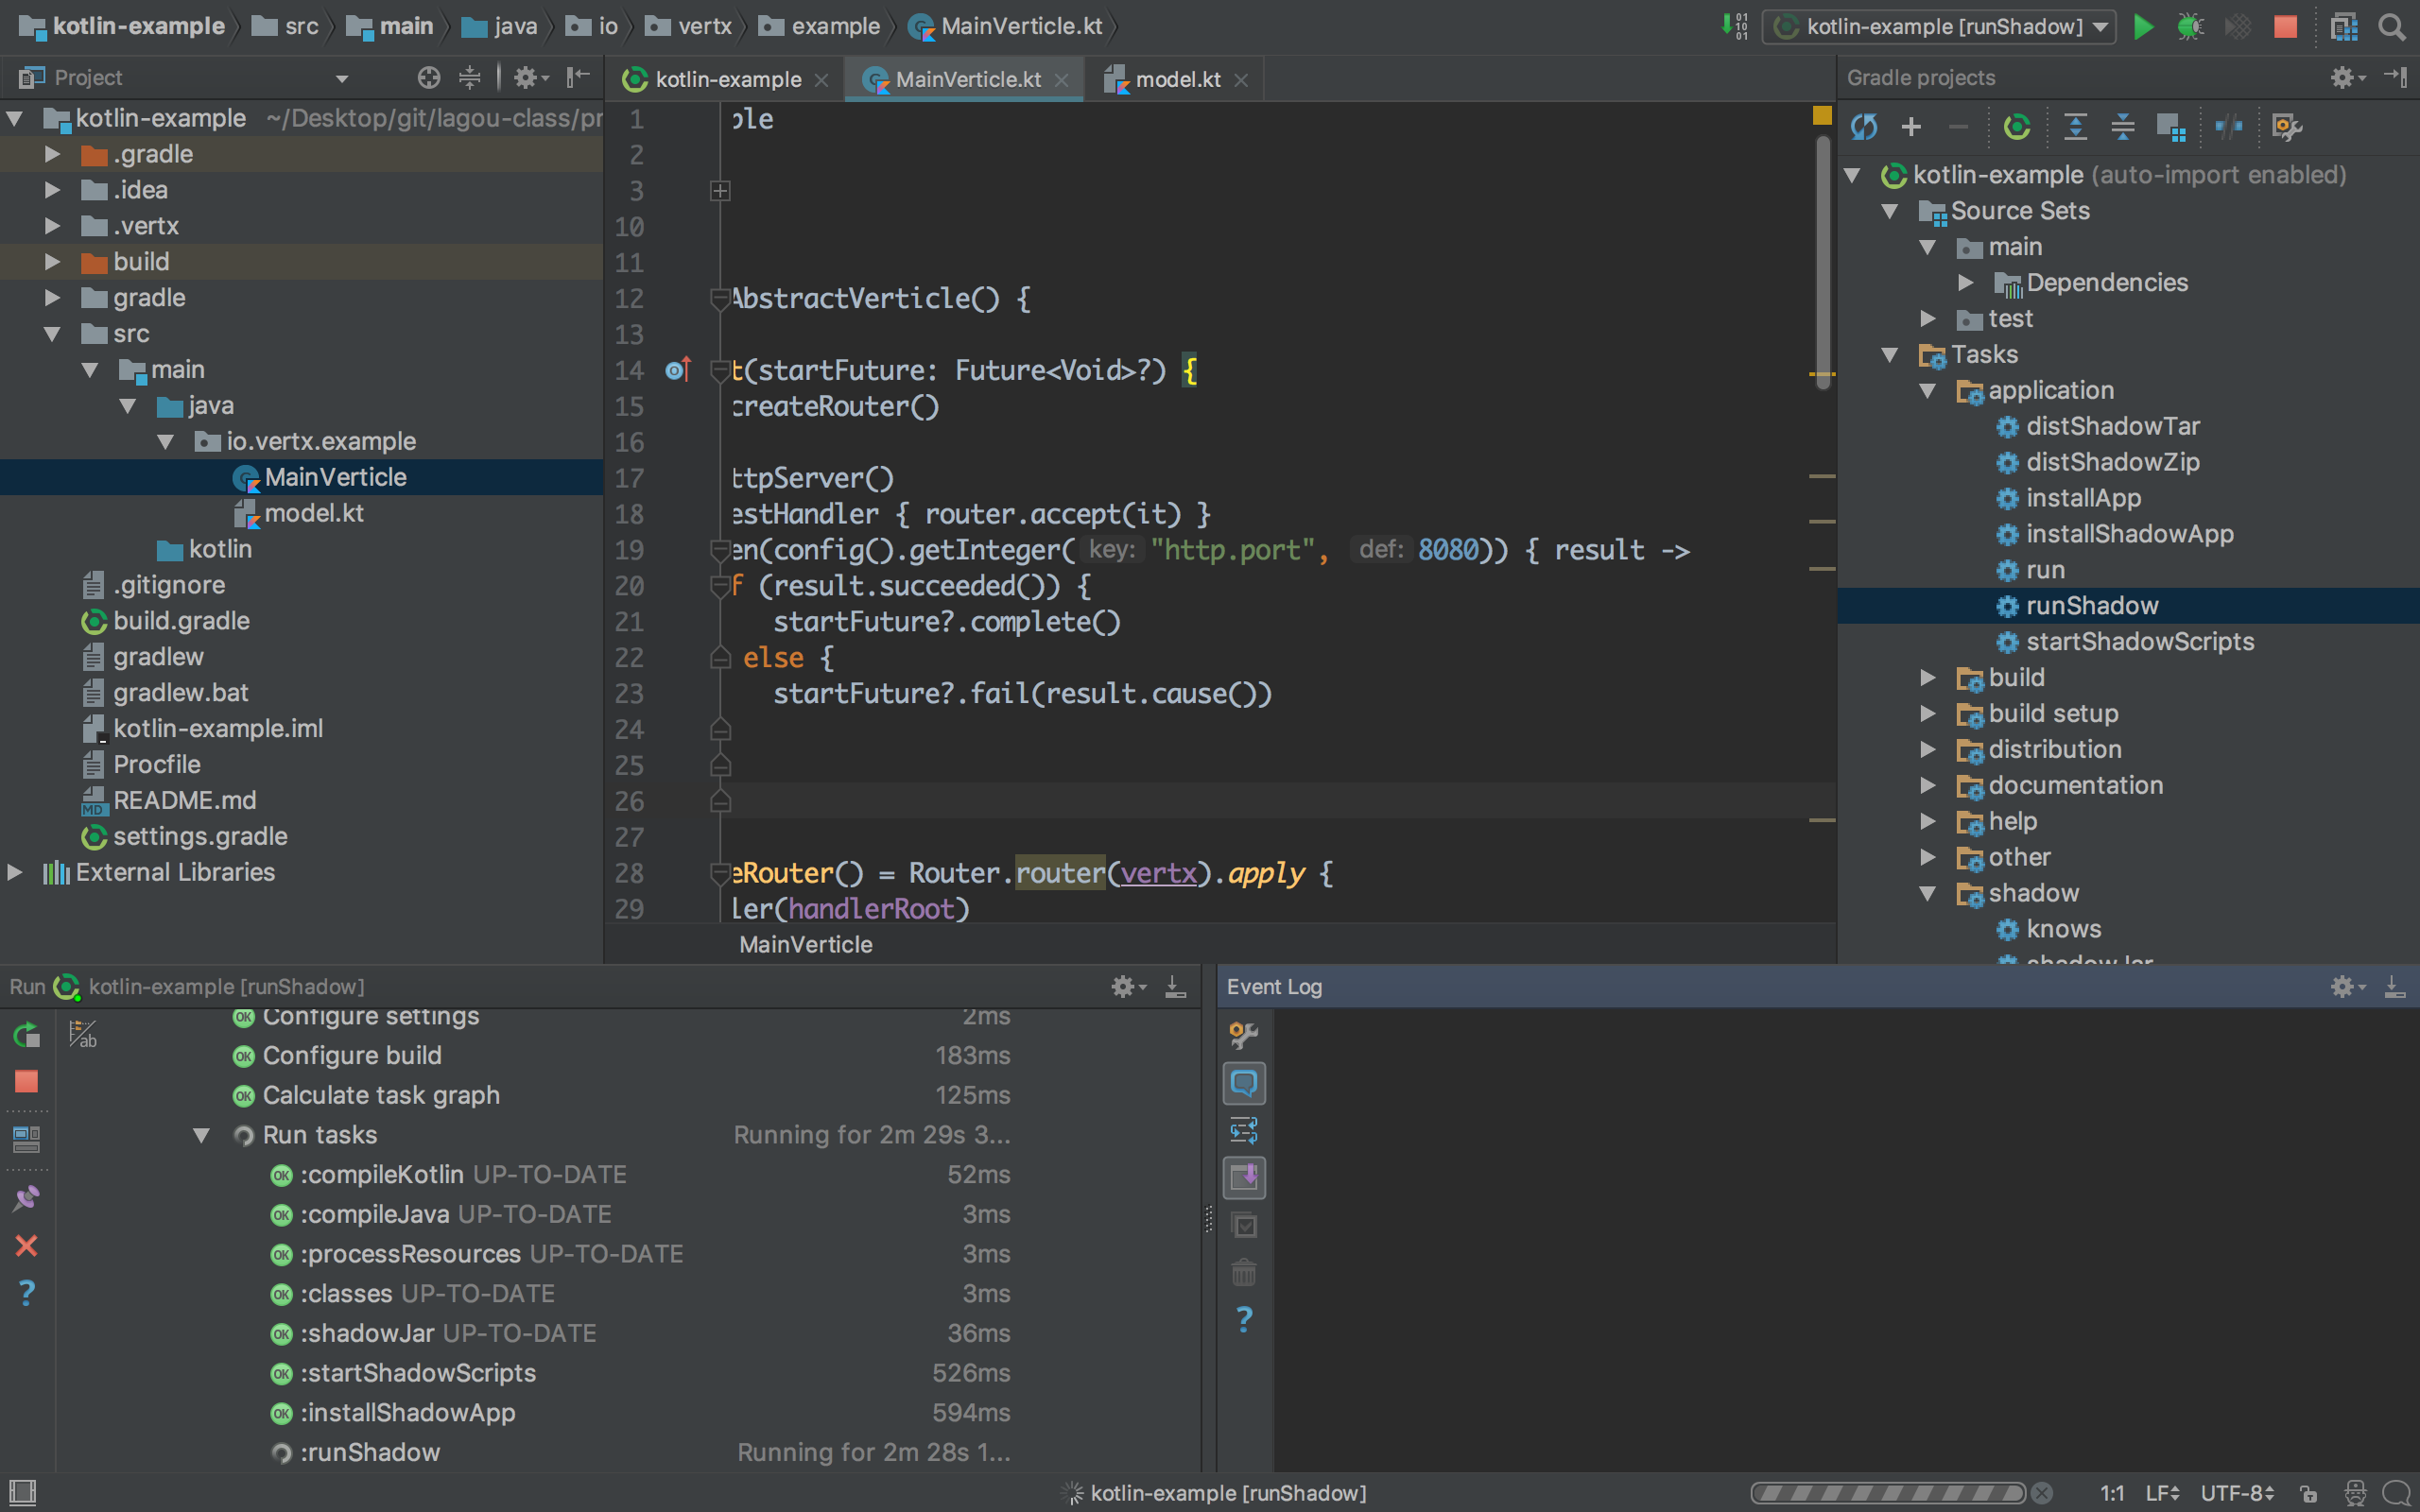 kotlin-example src main java io vertx example MainVerticle.kt
kotlin-example [runShadow]
Project
kotlin-example ~/Desktop/git/lagou-class/pr
.gradle
.idea
.vertx
build
gradle
src
main
java
io.vertx.example
MainVerticle
model.kt
kotlin
.gitignore
build.gradle
gradlew
gradlew.bat
kotlin-example.iml
Procfile
README.md
settings.gradle
External Libraries
kotlin-example MainVerticle.kt model.kt
1 ple
2
3
10
11
12 AbstractVerticle() {
13
14 t(startFuture: Future<Void>?) {
15 createRouter()
16
17 ttpServer()
18 estHandler { router.accept(it) }
19 en(config().getInteger( key: "http.port", def: 8080)) { result ->
20 f (result.succeeded()) {
21 startFuture?.complete()
22 else {
23 startFuture?.fail(result.cause())
24
25
26
27
28 eRouter() = Router.router(vertx).apply {
29 ler(handlerRoot)
MainVerticle
Gradle projects
kotlin-example (auto-import enabled)
Source Sets
main
Dependencies
test
Tasks
application
distShadowTar
distShadowZip
installApp
installShadowApp
run
runShadow
startShadowScripts
build
build setup
distribution
documentation
help
other
shadow
knows
shadowJar
Run kotlin-example [runShadow]
Configure settings 2ms
Configure build 183ms
Calculate task graph 125ms
Run tasks Running for 2m 29s 3...
:compileKotlin UP-TO-DATE 52ms
:compileJava UP-TO-DATE 3ms
:processResources UP-TO-DATE 3ms
:classes UP-TO-DATE 3ms
:shadowJar UP-TO-DATE 36ms
:startShadowScripts 526ms
:installShadowApp 594ms
:runShadow Running for 2m 28s 1...
Event Log
kotlin-example [runShadow]
1:1 LF UTF-8